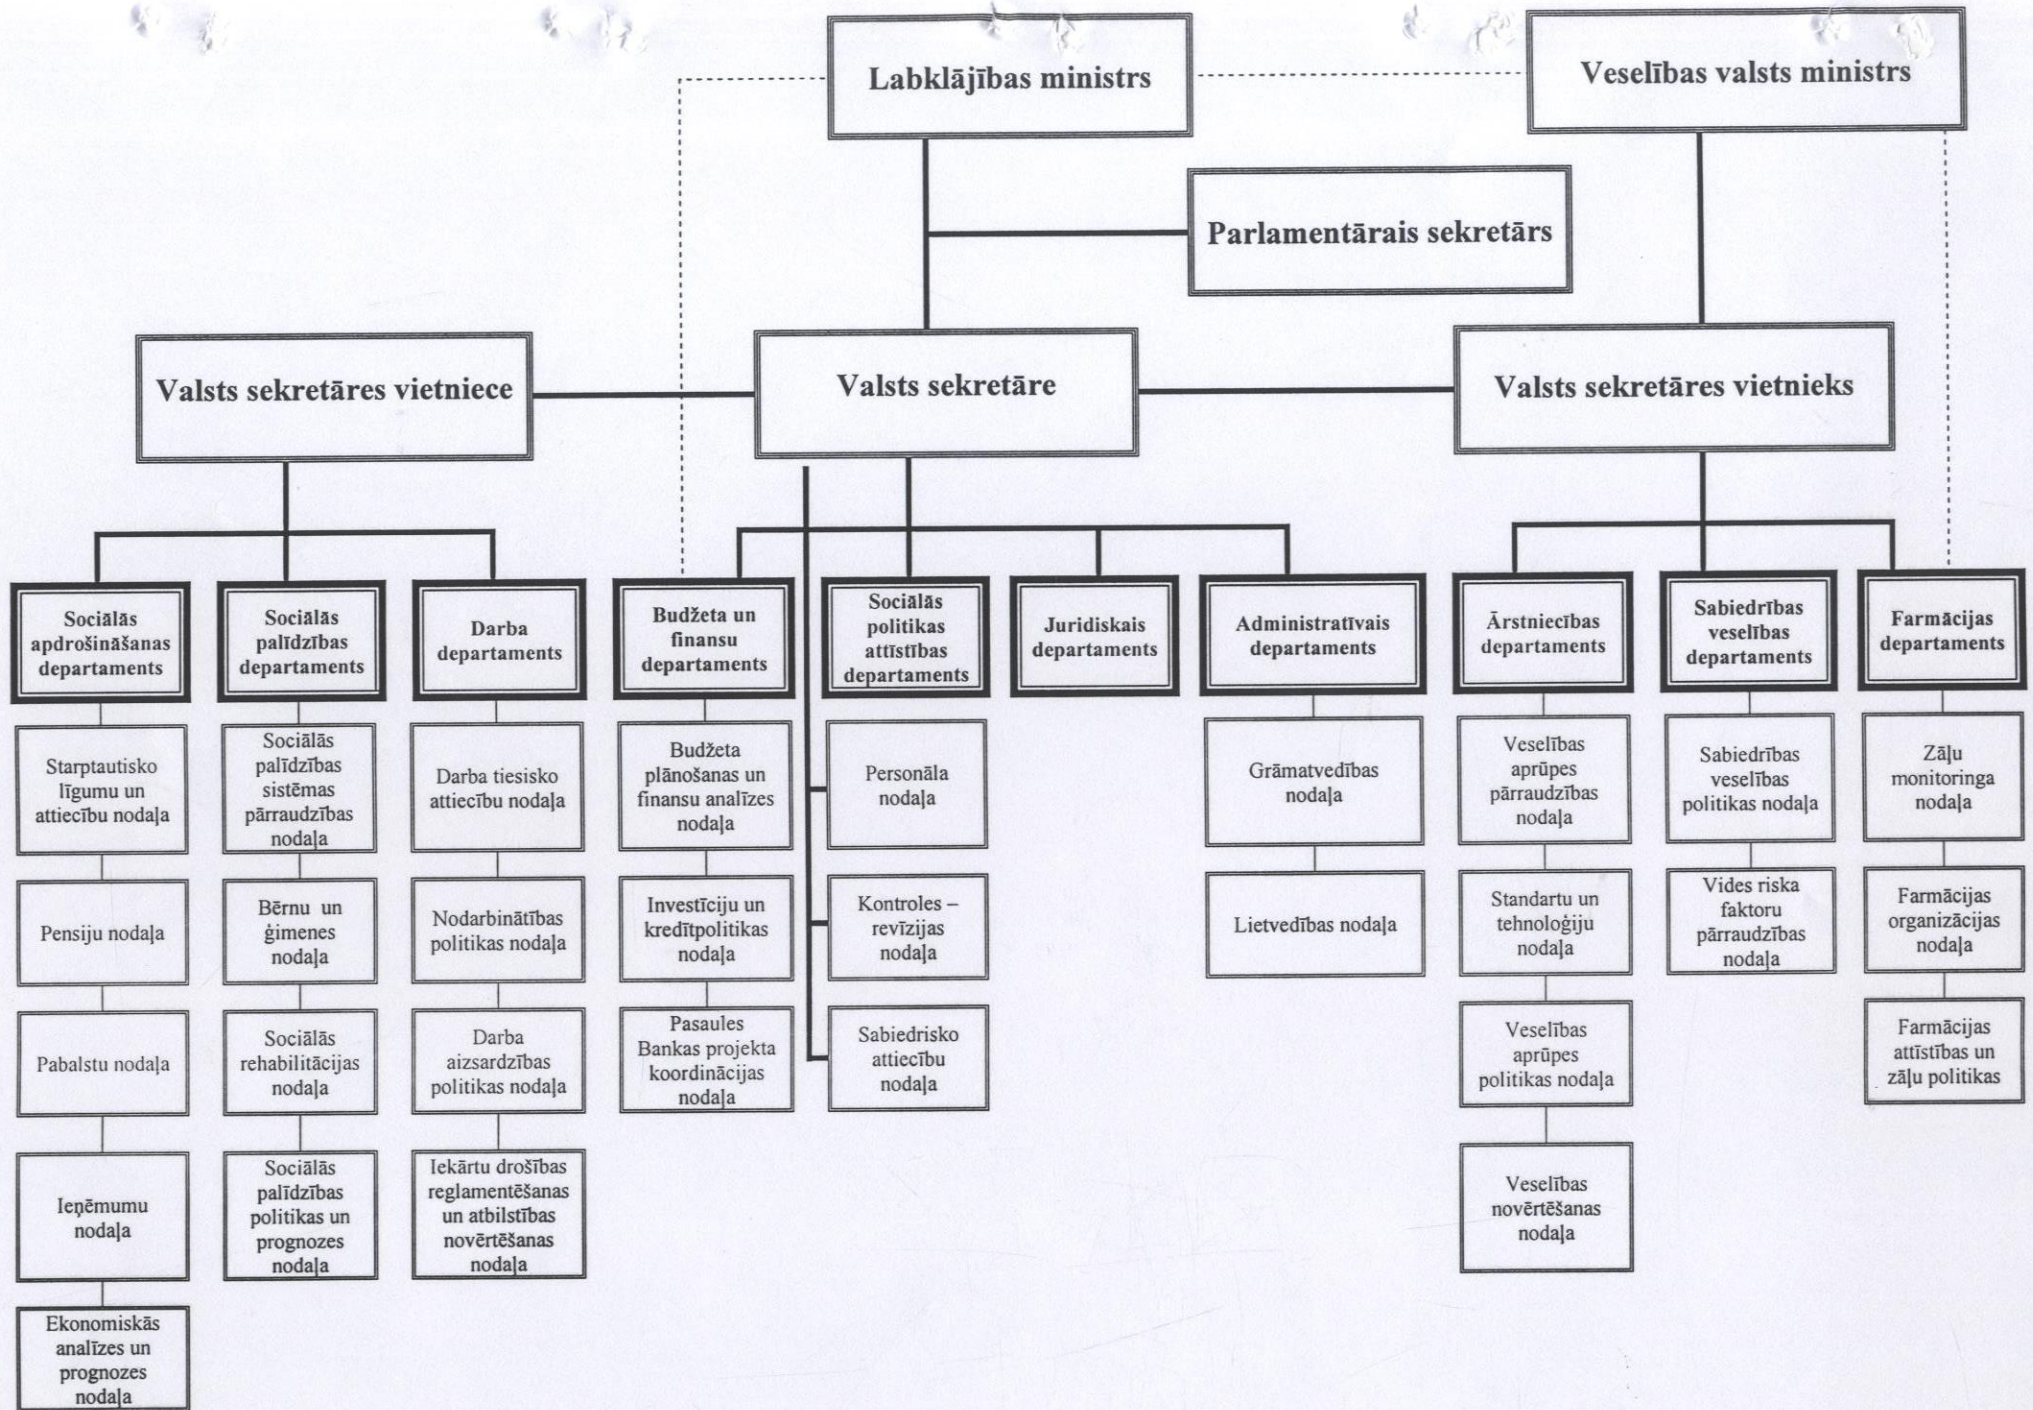 Labklājības ministrs
Veselības valsts ministrs
Parlamentārais sekretārs
Valsts sekretāres vietniece
Valsts sekretāre
Valsts sekretāres vietnieks
Sociālās
apdrošināšanas
departaments
Sociālās
palīdzības
departaments
Darba
departaments
Budžeta un
finansu
departaments
Sociālās
politikas
attīstības
departaments
Juridiskais
departaments
Administratīvais
departaments
Ārstniecības
departaments
Sabiedrības
veselības
departaments
Farmācijas
departaments
Starptautisko
līgumu un
attiecību nodaļa
Pensiju nodaļa
Pabalstu nodaļa
Ieņēmumu
nodaļa
Ekonomiskās
analīzes un
prognozes
nodaļa
Sociālās
palīdzības
sistēmas
pārraudzības
nodaļa
Bērnu un
ģimenes
nodaļa
Sociālās
rehabilitācijas
nodaļa
Sociālās
palīdzības
politikas un
prognozes
nodaļa
Darba tiesisko
attiecību nodaļa
Nodarbinātības
politikas nodaļa
Darba
aizsardzības
politikas nodaļa
Iekārtu drošības
reglamentēšanas
un atbilstības
novērtēšanas
nodaļa
Budžeta
plānošanas un
finansu analīzes
nodaļa
Investīciju un
kredītpolitikas
nodaļa
Pasaules
Bankas projekta
koordinācijas
nodaļa
Personāla
nodaļa
Kontroles –
revīzijas
nodaļa
Sabiedrisko
attiecību
nodaļa
Grāmatvedības
nodaļa
Lietvedības nodaļa
Veselības
aprūpes
pārraudzības
nodaļa
Standartu un
tehnoloģiju
nodaļa
Veselības
aprūpes
politikas nodaļa
Veselības
novērtēšanas
nodaļa
Sabiedrības
veselības
politikas nodaļa
Vides riska
faktoru
pārraudzības
nodaļa
Zāļu
monitoringa
nodaļa
Farmācijas
organizācijas
nodaļa
Farmācijas
attīstības un
zāļu politikas